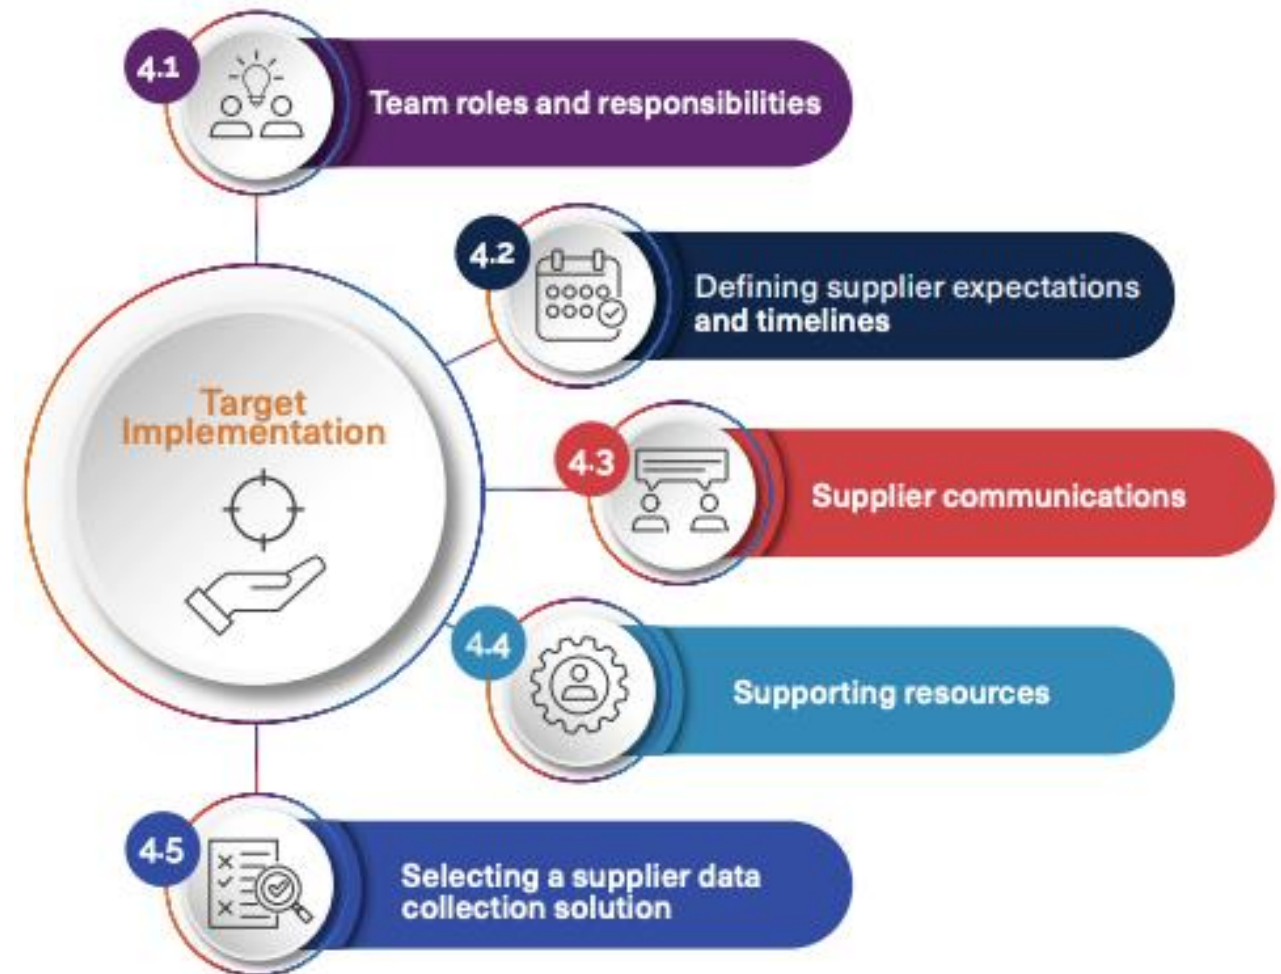 4.1
Team roles and responsibilities
4.2
Defining supplier expectations
and timelines
Target
Implementation
4.3
Supplier communications
4.4
Supporting resources
4.5
Selecting a supplier data
collection solution